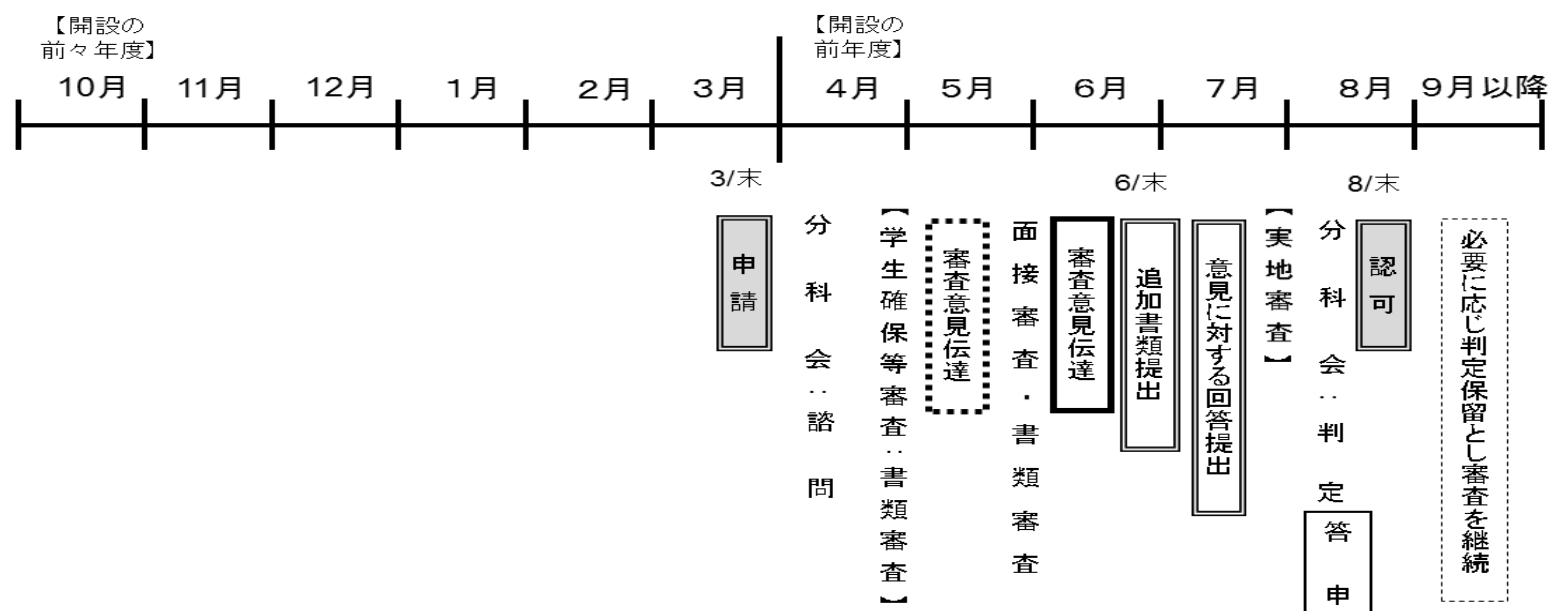 【開設の
前々年度】
【開設の
前年度】
10月
11月
12月
1月
2月
3月
4月
5月
6月
7月
8月
9月以降
3/末
6/末
8/末
申請
分科会：諮問
【学生確保等審査：書類審査】
審査意見伝達
面接審査・書類審査
審査意見伝達
追加書類提出
意見に対する回答提出
【実地審査】
分科会：判定
答申
認可
必要に応じ判定保留とし審査を継続